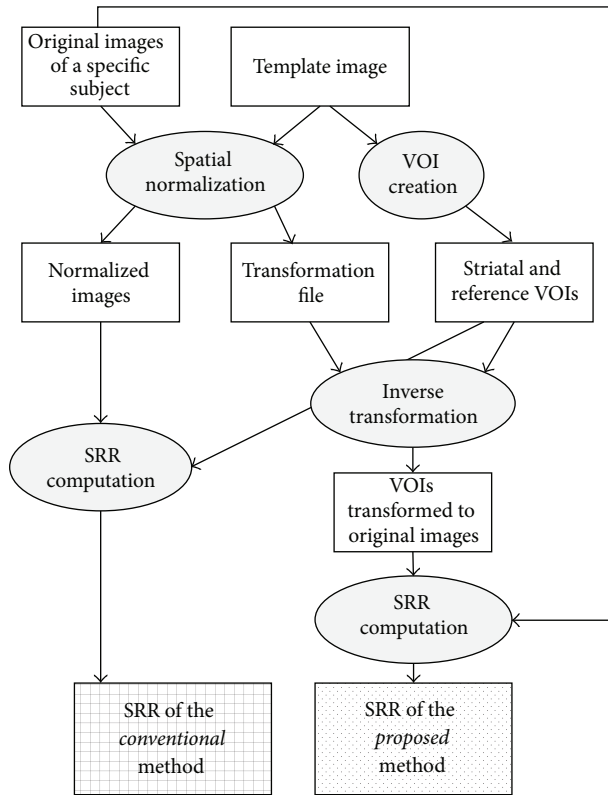 Original images
of a specific
subject
Template image
Spatial
normalization
VOI
creation
Normalized
images
Transformation
file
Striatal and
reference VOIs
Inverse
transformation
SRR
computation
VOIs
transformed to
original images
SRR
computation
SRR of the
conventional
method
SRR of the
proposed
method